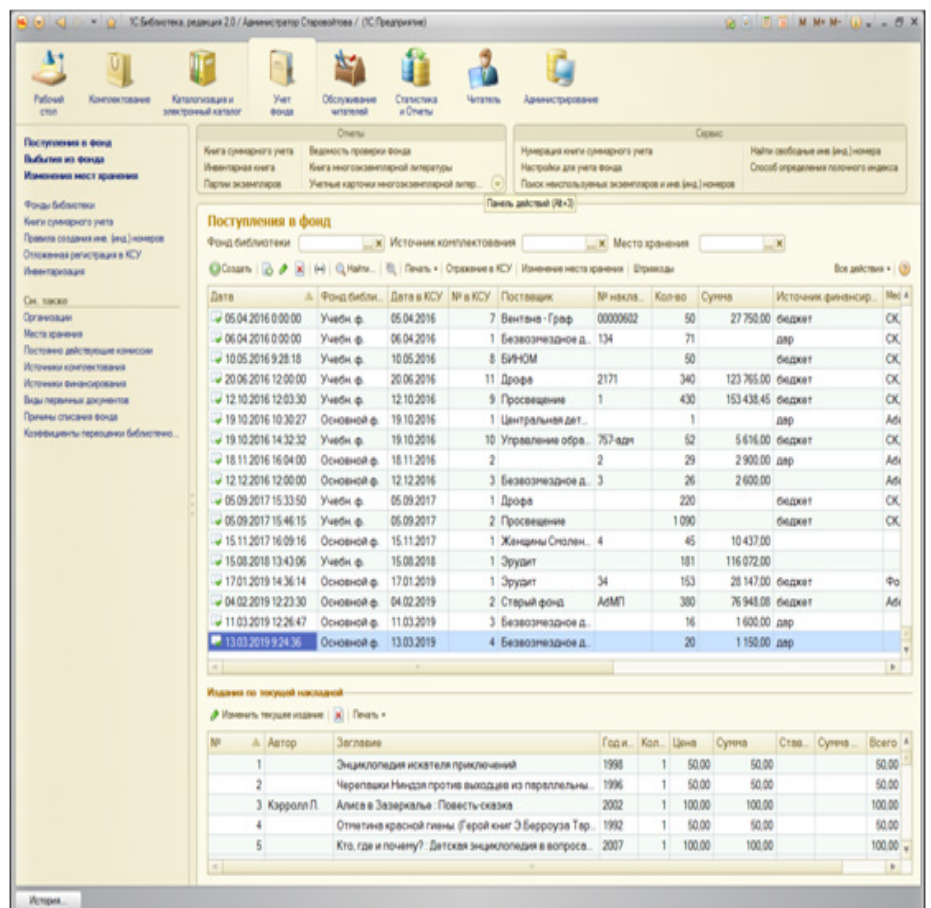 1С:Библиотека, редакция 2.0 / Администратор Старовойтова / (1С:Предприятие)
M M+ M-
Рабочий стол
Комплектование
Каталогизация и электронный каталог
Учет фонда
Обслуживание читателей
Статистика и Отчеты
Читатель
Администрирование
Поступления в фонд
Выбытия из фонда
Изменения мест хранения
Фонды библиотеки
Книги суммарного учета
Правила создания инв. (инд.) номеров
Отложенная регистрация в КСУ
Инвентаризация
См. также
Организации
Места хранения
Постоянно действующие комиссии
Источники комплектования
Источники финансирования
Виды первичных документов
Причины списания фонда
Коэффициенты переоценки библиотечно...
Отчеты
Книга суммарного учета Ведомость проверки фонда
Инвентарная книга Книга многоэкземплярной литературы
Партии экземпляров Учетные карточки многоэкземплярной литер...
Сервис
Нумерация книги суммарного учета Найти свободные инв. (инд.) номера
Настройки для учета фонда Способ определения полочного индекса
Поиск неиспользуемых экземпляров и инв. (инд.) номеров
Панель действий (Alt+3)
Поступления в фонд
Фонд библиотеки ... x Источник комплектования ... x Место хранения ... x
Создать Найти... Печать Отражение в КСУ Изменение места хранения Штрихкоды Все действия
Дата Фонд библи... Дата в КСУ № в КСУ Поставщик № накла... Кол-во Сумма Источник финансир... Мес
05.04.2016 0:00:00 Учебн. ф. 05.04.2016 7 Вентана - Граф 00000602 50 27 750,00 бюджет СК,
06.04.2016 0:00:00 Учебн. ф. 06.04.2016 1 Безвозмездное д... 134 71 дар СК,
10.05.2016 9:28:18 Учебн. ф. 10.05.2016 8 БИНОМ 50 бюджет СК,
20.06.2016 12:00:00 Учебн. ф. 20.06.2016 11 Дрофа 2171 340 123 765,00 бюджет СК,
12.10.2016 12:03:30 Учебн. ф. 12.10.2016 9 Просвещение 1 430 153 438,45 бюджет СК,
19.10.2016 10:30:27 Основной ф. 19.10.2016 1 Центральная дет... 1 дар Або
19.10.2016 14:32:32 Учебн. ф. 19.10.2016 10 Управление обра... 757-адм 52 5 616,00 бюджет СК,
18.11.2016 16:04:00 Основной ф. 18.11.2016 2 2 29 2 900,00 дар Або
12.12.2016 12:00:00 Основной ф. 12.12.2016 3 Безвозмездное д... 3 26 2 600,00 Або
05.09.2017 15:33:50 Учебн. ф. 05.09.2017 1 Дрофа 220 бюджет СК,
05.09.2017 15:46:15 Учебн. ф. 05.09.2017 2 Просвещение 1 090 бюджет СК,
15.11.2017 16:09:16 Основной ф. 15.11.2017 1 Женщины Смолен... 4 45 10 437,00
15.08.2018 13:43:06 Учебн. ф. 15.08.2018 1 Эрудит 181 116 072,00
17.01.2019 14:36:14 Основной ф. 17.01.2019 1 Эрудит 34 153 28 147,00 бюджет Фо
04.02.2019 12:23:30 Основной ф. 04.02.2019 2 Старый фонд АбМП 380 76 948,08 бюджет Або
11.03.2019 12:26:47 Основной ф. 11.03.2019 3 Безвозмездное д... 16 1 600,00 дар
13.03.2019 9:24:36 Основной ф. 13.03.2019 4 Безвозмездное д... 20 1 150,00 дар
Издания по текущей накладной
Изменить текущее издание Печать
№ Автор Заглавие Год и... Кол... Цена Сумма Став... Сумма ... Всего
1 Энциклопедия искателя приключений 1998 1 50,00 50,00 50,00
2 Черепашки Ниндзя против выходцев из параллельны... 1996 1 50,00 50,00 50,00
3 Кэрролл Л. Алиса в Зазеркалье : Повесть-сказка 2002 1 100,00 100,00 100,00
4 Отметина красной гиены. (Герой книг Э.Берроуза Тар... 1992 1 50,00 50,00 50,00
5 Кто, где и почему? : Детская энциклопедия в вопроса... 2007 1 100,00 100,00 100,00
История...